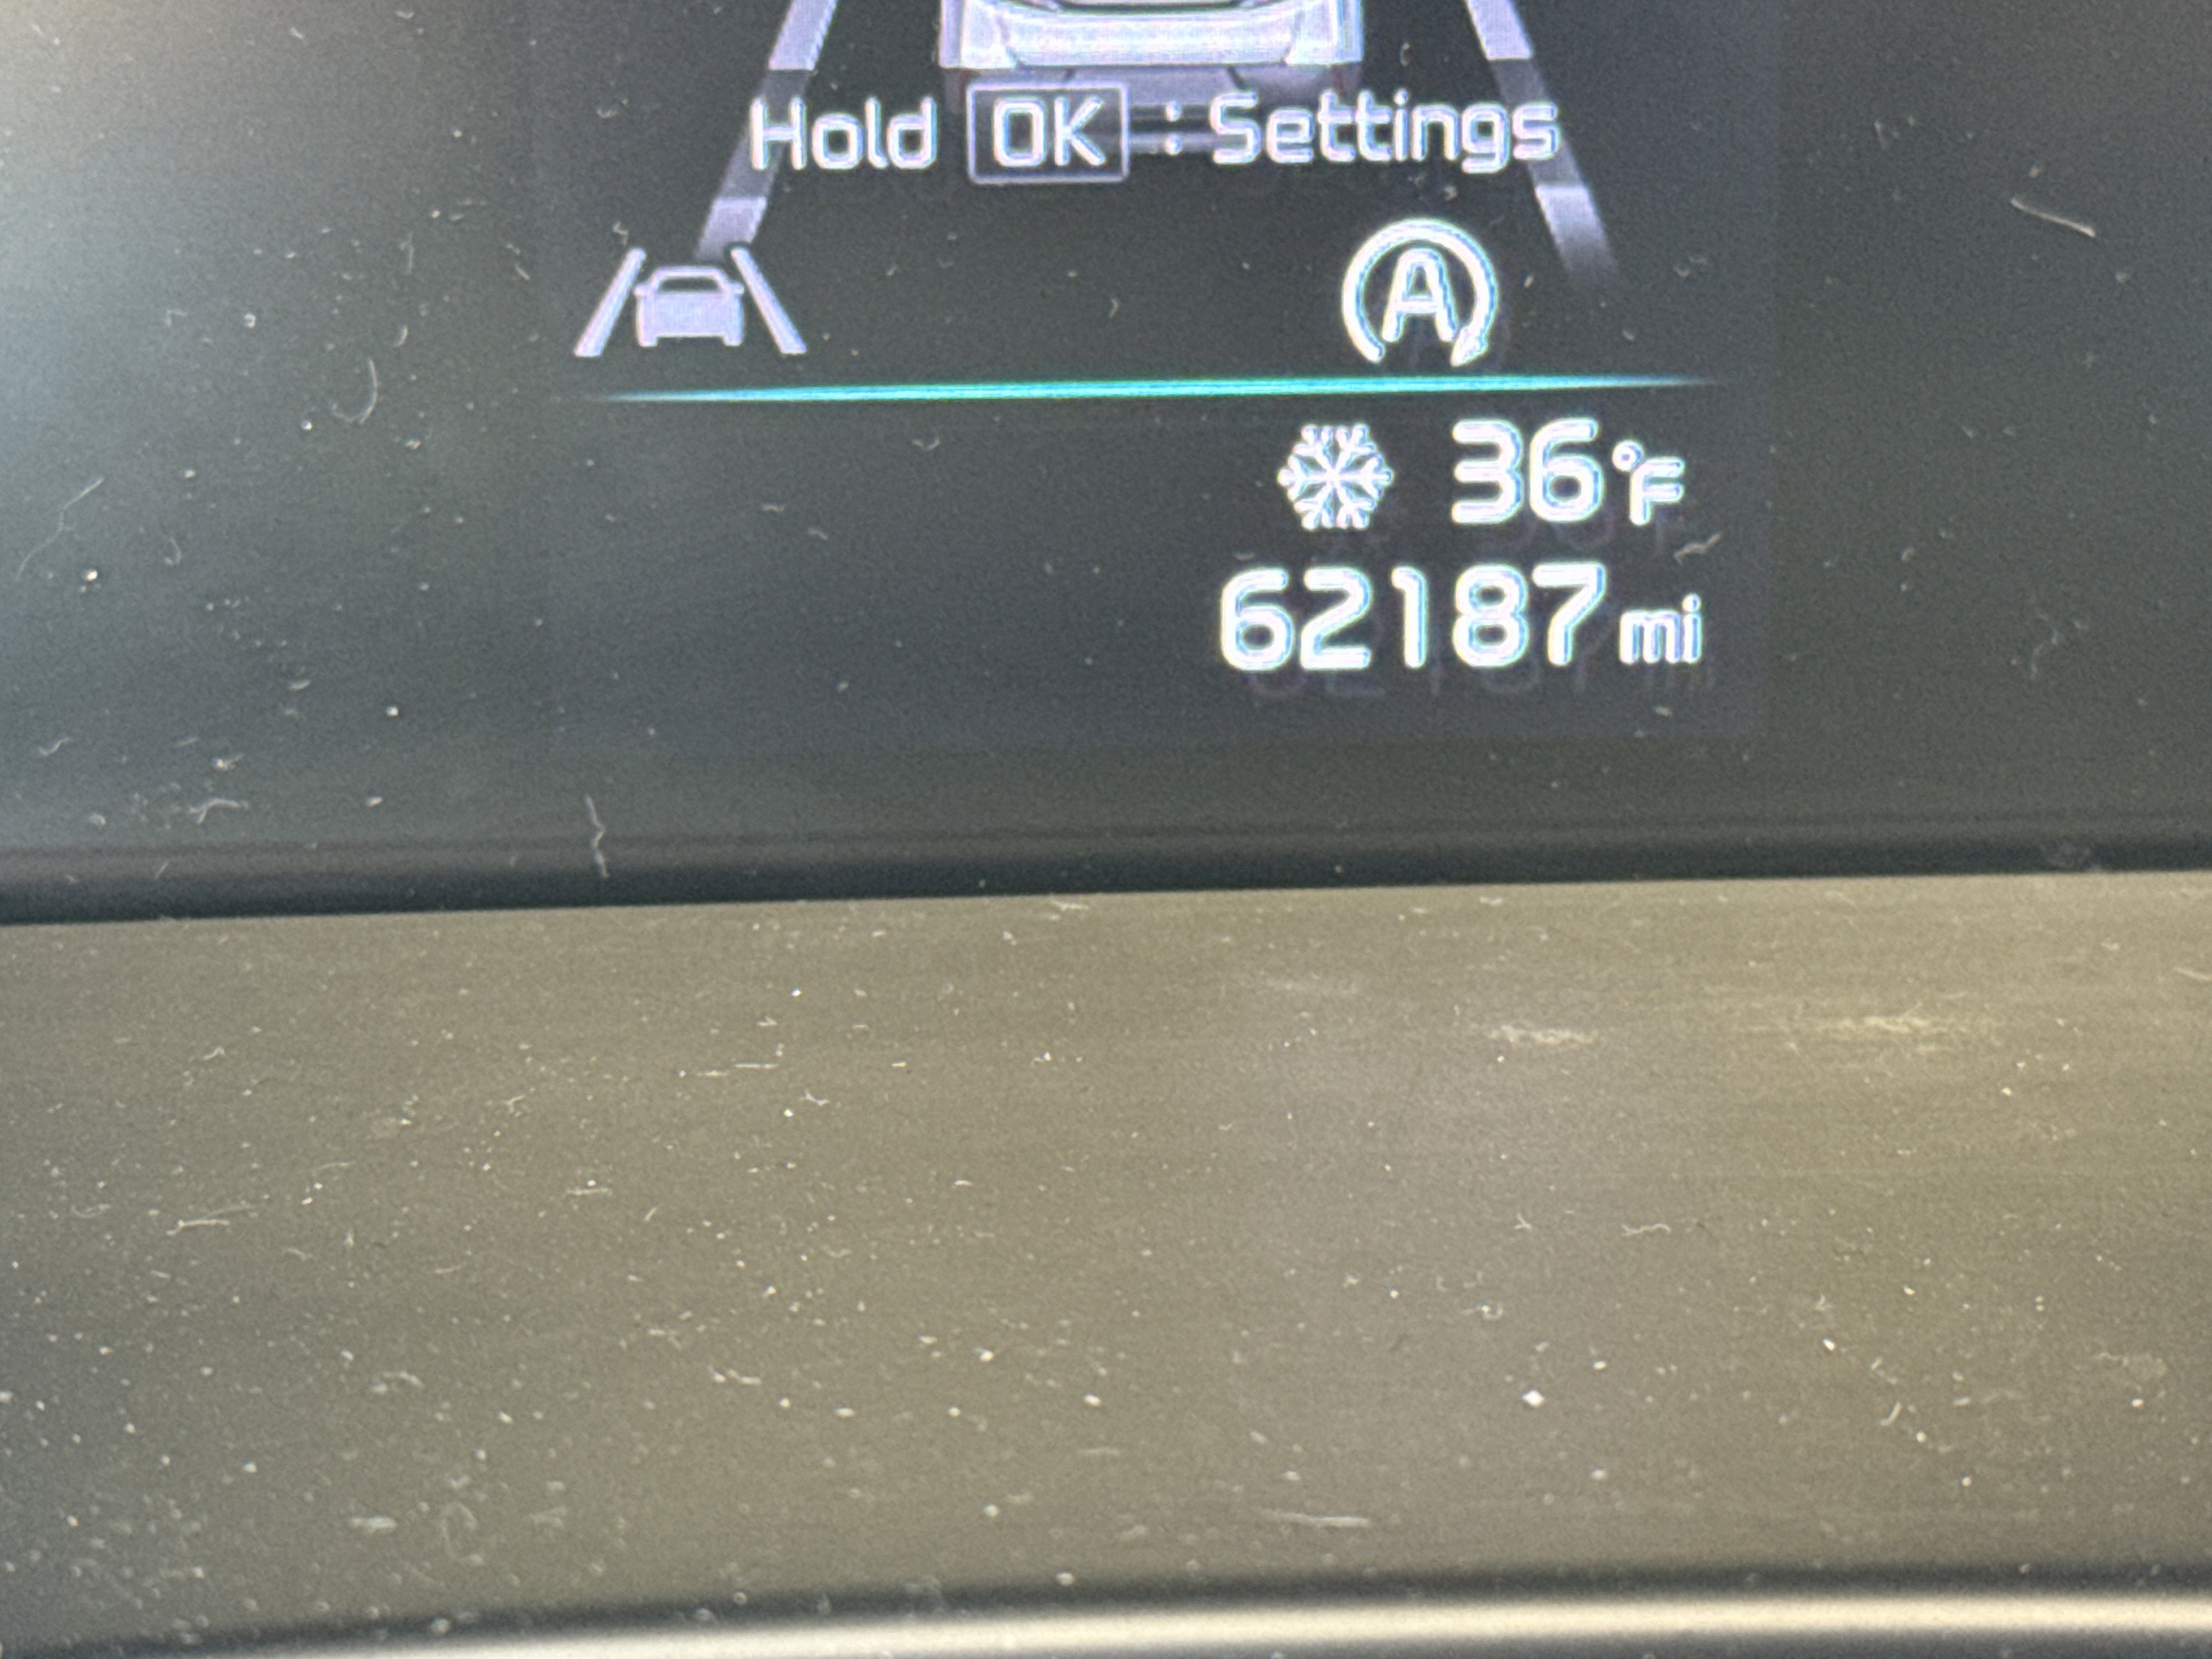 Hold OK : Settings
A
36°F
62187 mi